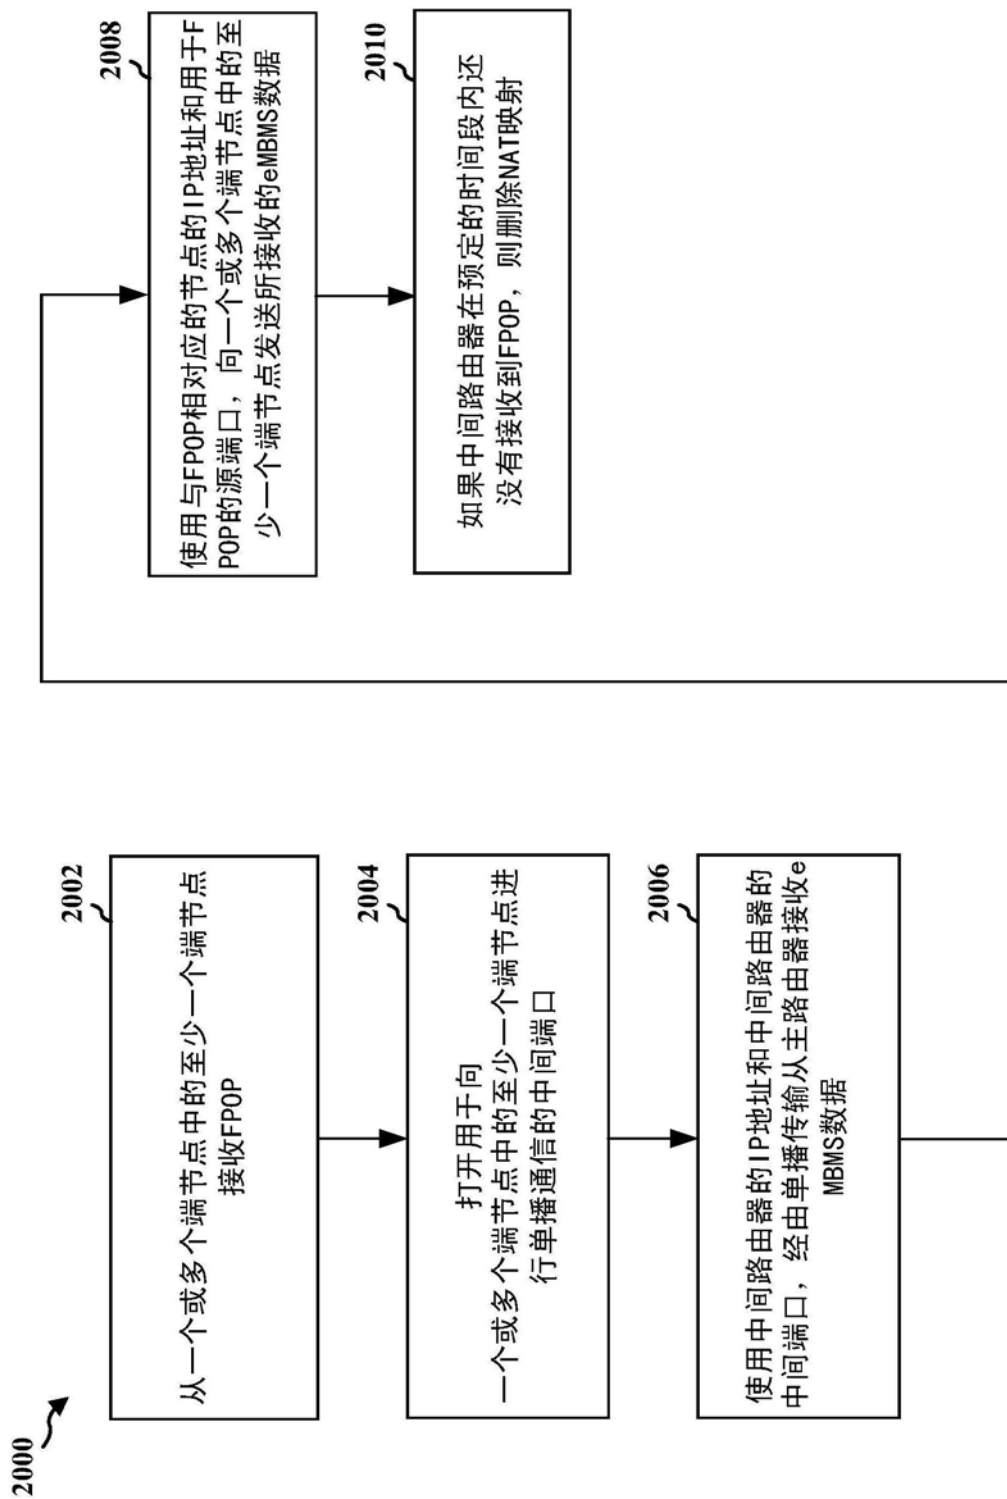 2000
2002
从一个或多个端节点中的至少一个端节点
接收FPOP
2004
打开用于向
一个或多个端节点中的至少一个端节点进
行单播通信的中间端口
2006
使用中间路由器的IP地址和中间路由器的
中间端口，经由单播传输从主路由器接收e
MBMS数据
2008
使用与FPOP相对应的节点的IP地址和用于F
POP的源端口，向一个或多个端节点中的至
少一个端节点发送所接收的eMBMS数据
2010
如果中间路由器在预定的时间段内还
没有接收到FPOP，则删除NAT映射